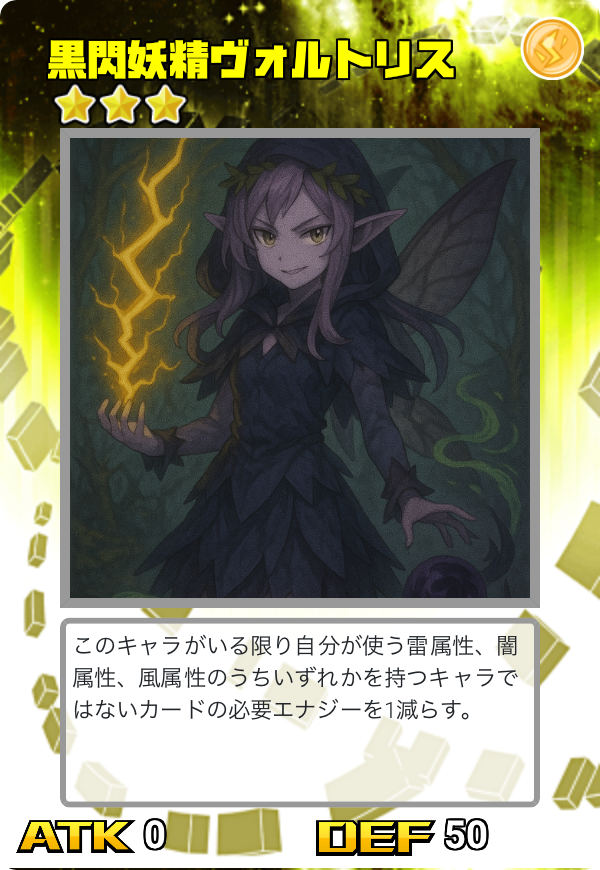 黒閃妖精ヴォルトリス
このキャラがいる限り自分が使う雷属性、闇
属性、風属性のうちいずれかを持つキャラで
はないカードの必要エナジーを1減らす。
ATK 0 DEF 50